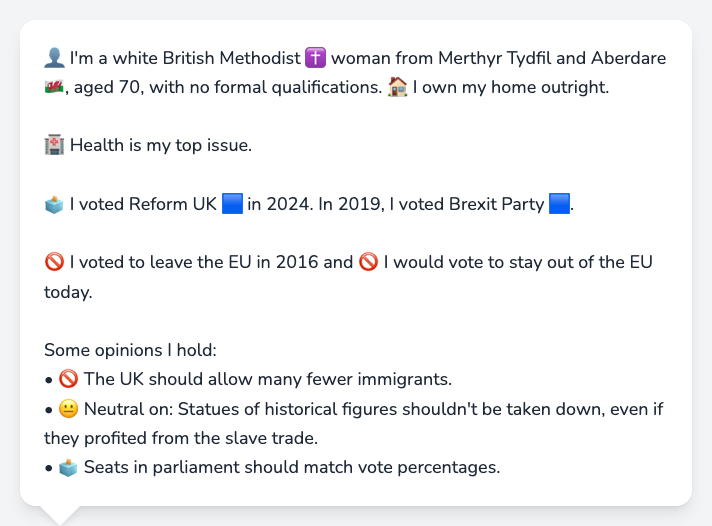 👤 I'm a white British Methodist ✝️ woman from Merthyr Tydfil and Aberdare
🏴󠁧󠁢󠁷󠁬󠁳󠁿, aged 70, with no formal qualifications. 🏠 I own my home outright.
🏥 Health is my top issue.
🗳️ I voted Reform UK 🟦 in 2024. In 2019, I voted Brexit Party 🟦.
🚫 I voted to leave the EU in 2016 and 🚫 I would vote to stay out of the EU
today.
Some opinions I hold:
• 🚫 The UK should allow many fewer immigrants.
• 😐 Neutral on: Statues of historical figures shouldn't be taken down, even if
they profited from the slave trade.
• 🗳️ Seats in parliament should match vote percentages.